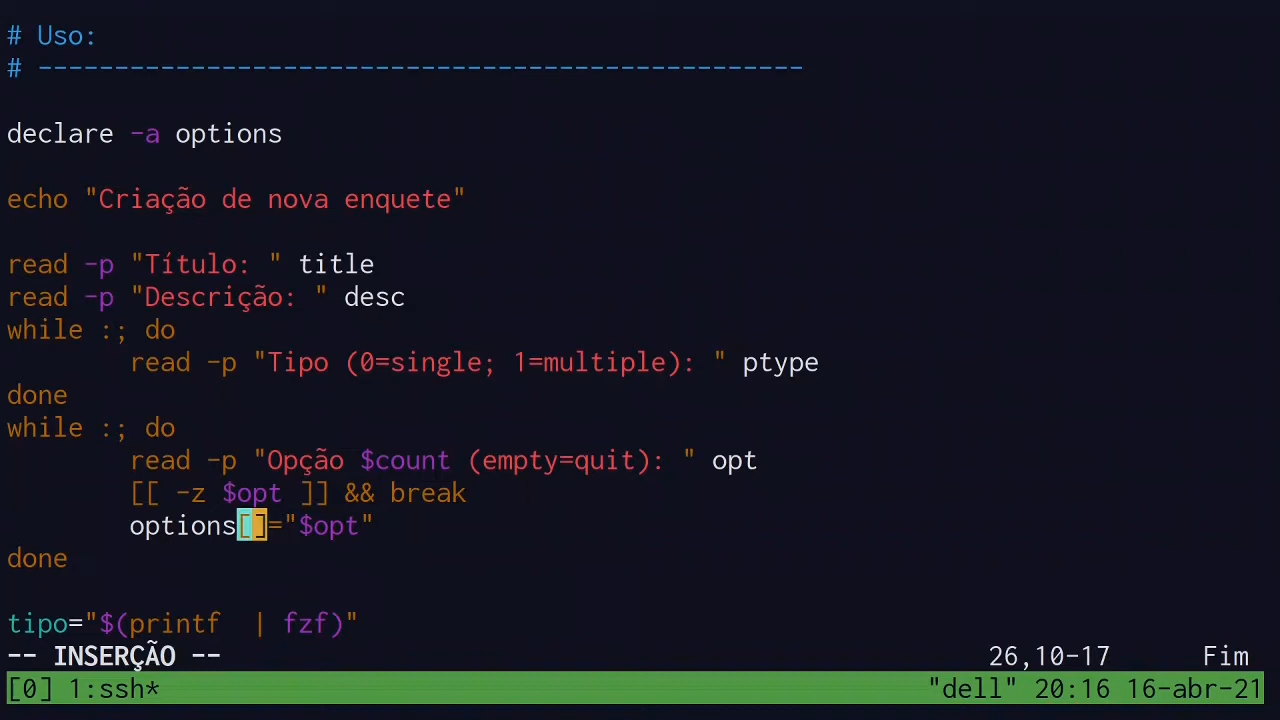 # Uso:
# --------------------------------------------------
declare -a options
echo "Criação de nova enquete"
read -p "Título: " title
read -p "Descrição: " desc
while :; do
read -p "Tipo (0=single; 1=multiple): " ptype
done
while :; do
read -p "Opção $count (empty=quit): " opt
[[ -z $opt ]] && break
options[]="$opt"
done
tipo="$(printf  | fzf)"
-- INSERÇÃO -- 26,10-17 Fim
[0] 1:ssh* "dell" 20:16 16-abr-21